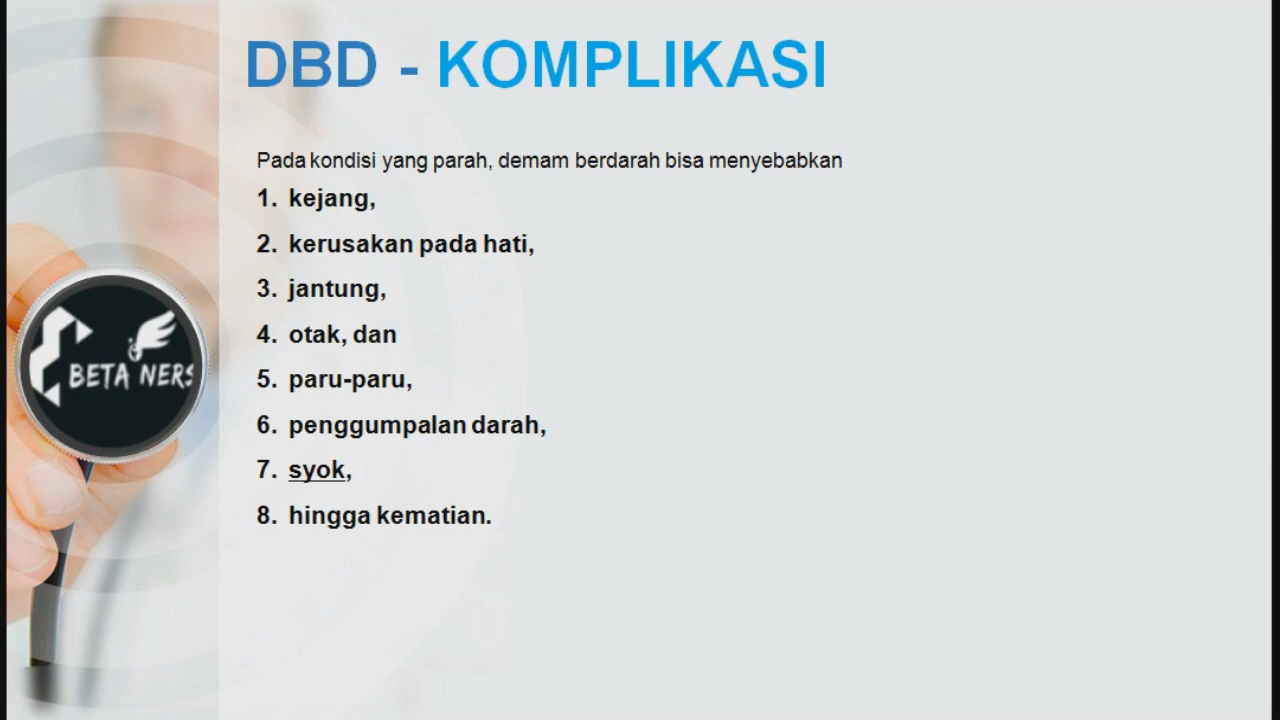 DBD - KOMPLIKASI
Pada kondisi yang parah, demam berdarah bisa menyebabkan
1. kejang,
2. kerusakan pada hati,
3. jantung,
4. otak, dan
5. paru-paru,
6. penggumpalan darah,
7. syok,
8. hingga kematian.
BETA NERS